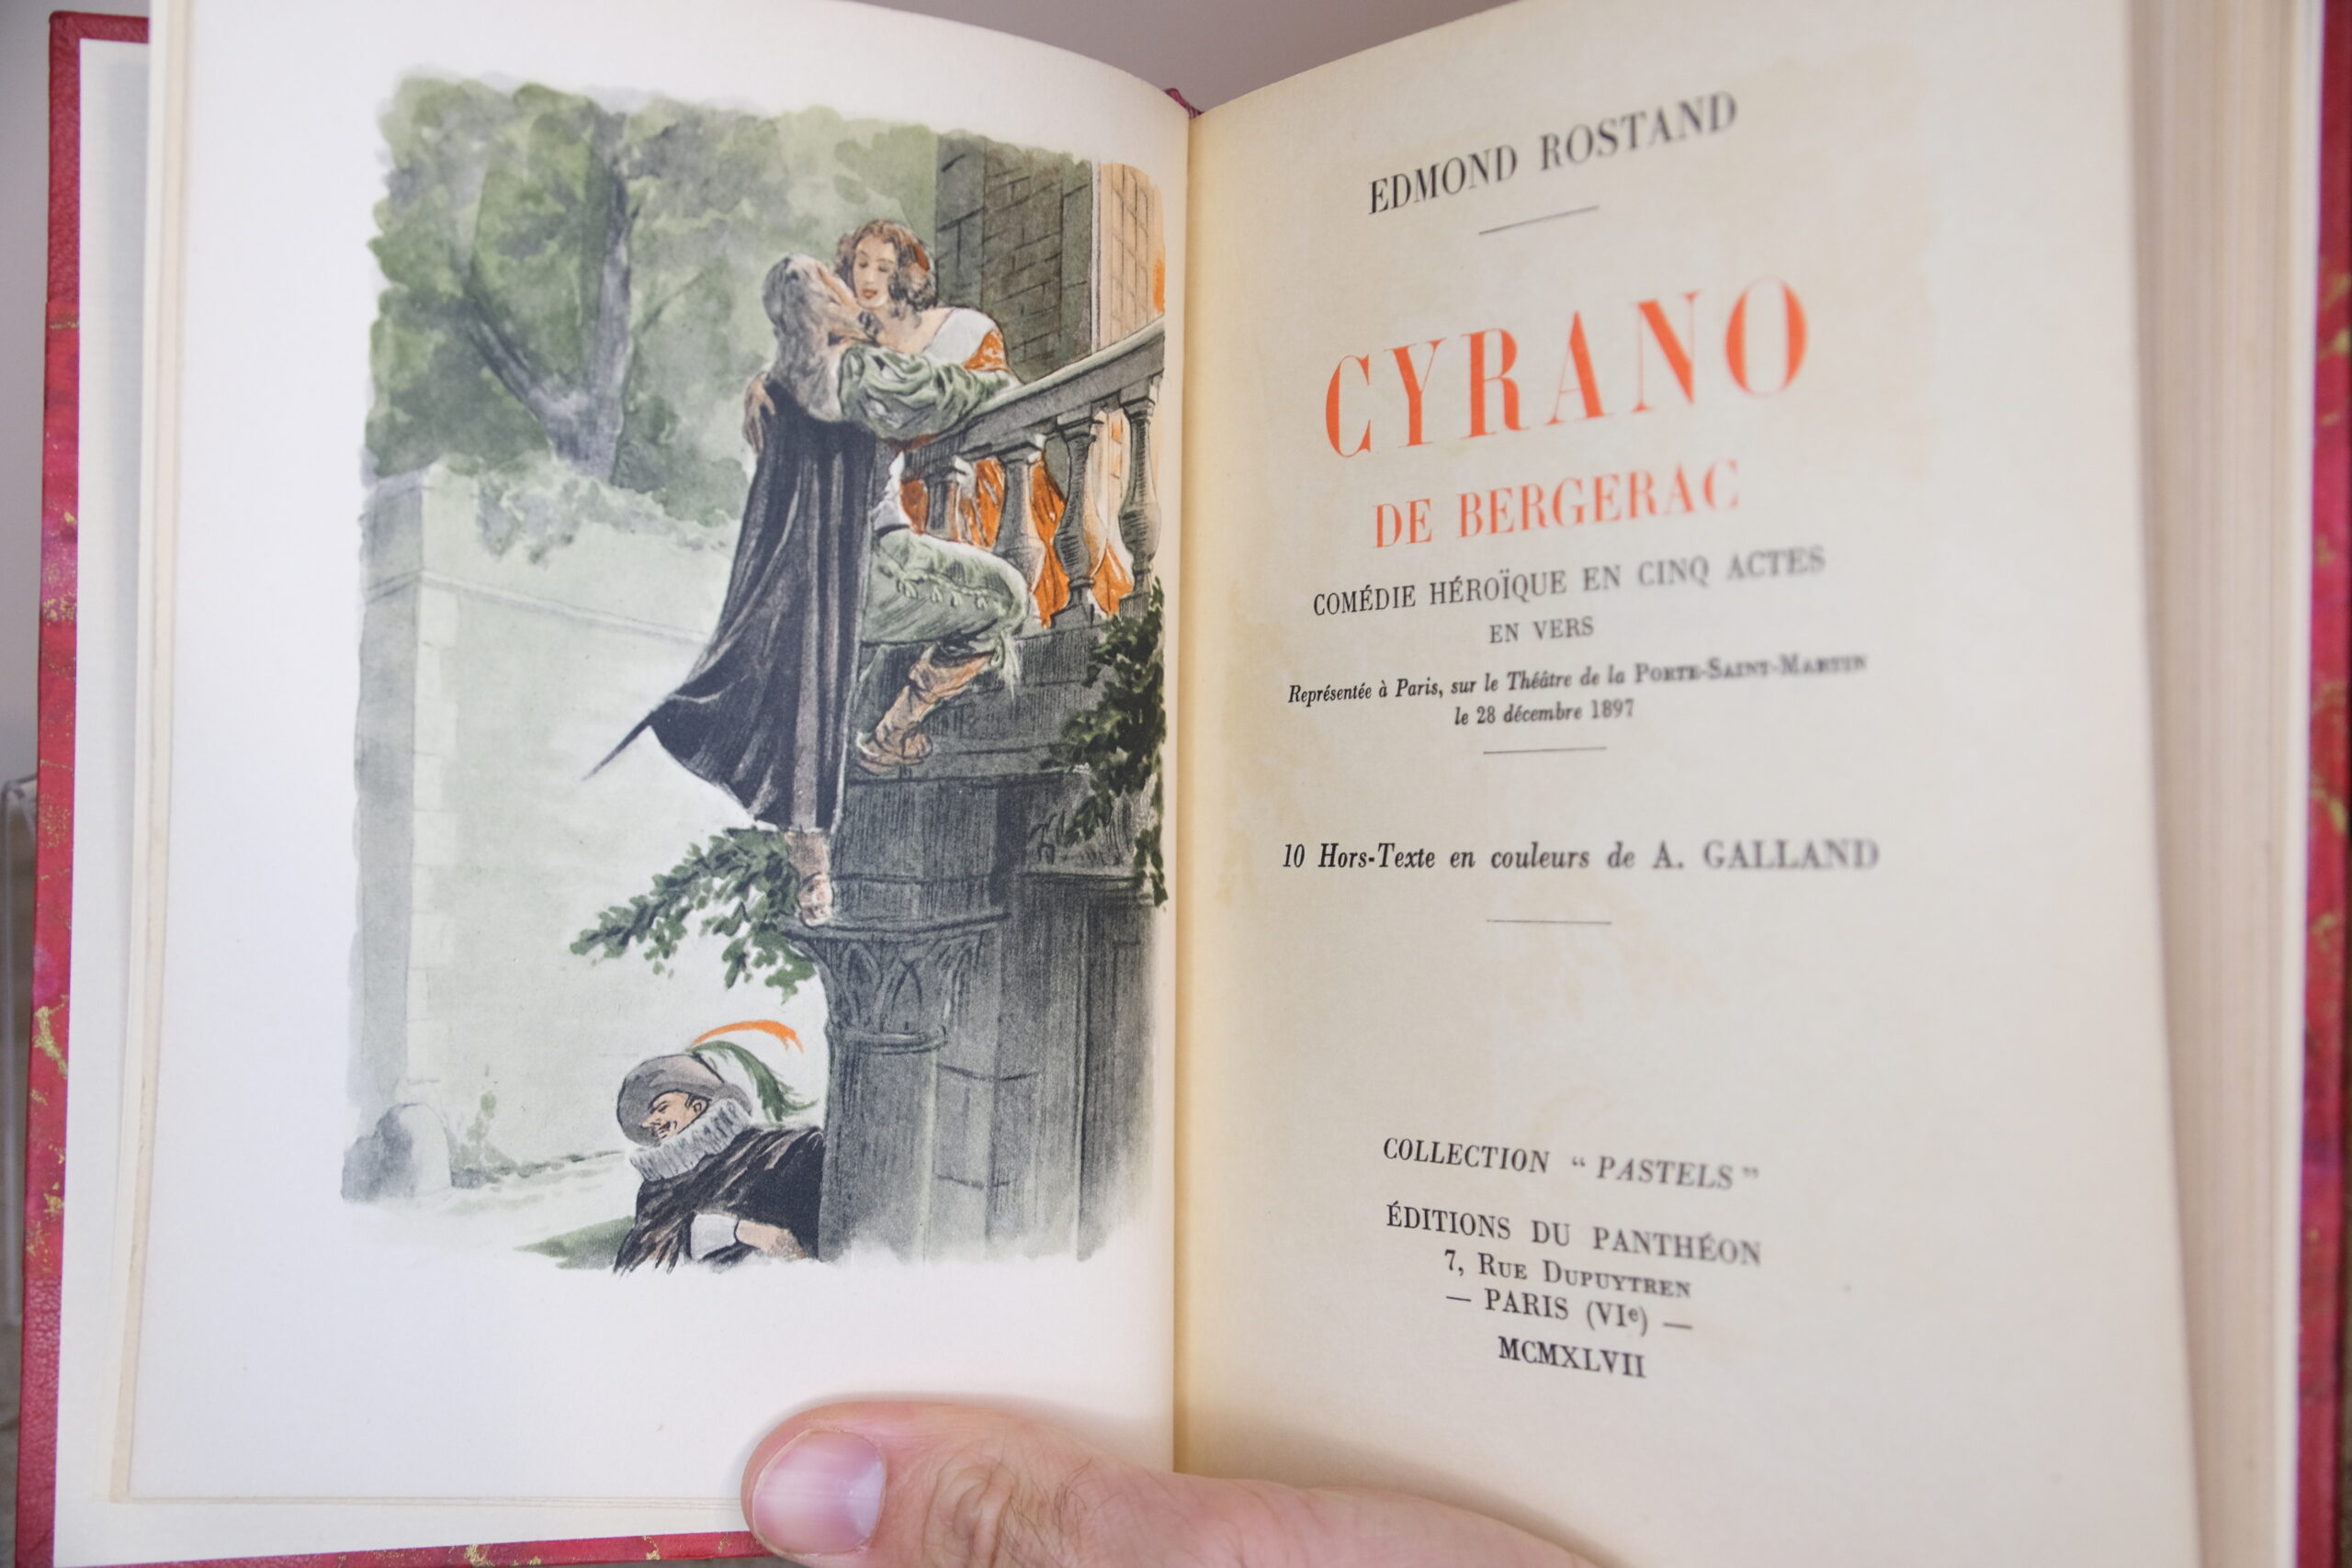 EDMOND ROSTAND
CYRANO
DE BERGERAC
COMÉDIE HÉROÏQUE EN CINQ ACTES
EN VERS
Représentée à Paris, sur le Théâtre de la PORTE-SAINT-MARTIN
le 28 décembre 1897
10 Hors-Texte en couleurs de A. GALLAND
COLLECTION “ PASTELS ”
ÉDITIONS DU PANTHÉON
7, RUE DUPUYTREN
— PARIS (VIe) —
MCMXLVII